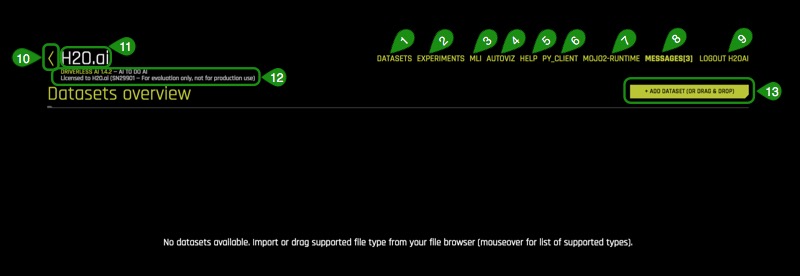 1 2 3 4 5 6 7 8 9
DATASETS EXPERIMENTS MLI AUTOVIZ HELP PY_CLIENT MOJO2-RUNTIME MESSAGES[3] LOGOUT H2OAI
10 < H2O.ai 11
DRIVERLESS AI 1.4.2 – AI TO DO AI
Licensed to H2O.ai (SN29901 – For evaluation only, not for production use) 12
Datasets overview
+ ADD DATASET (OR DRAG & DROP) 13
No datasets available. Import or drag supported file type from your file browser (mouseover for list of supported types).